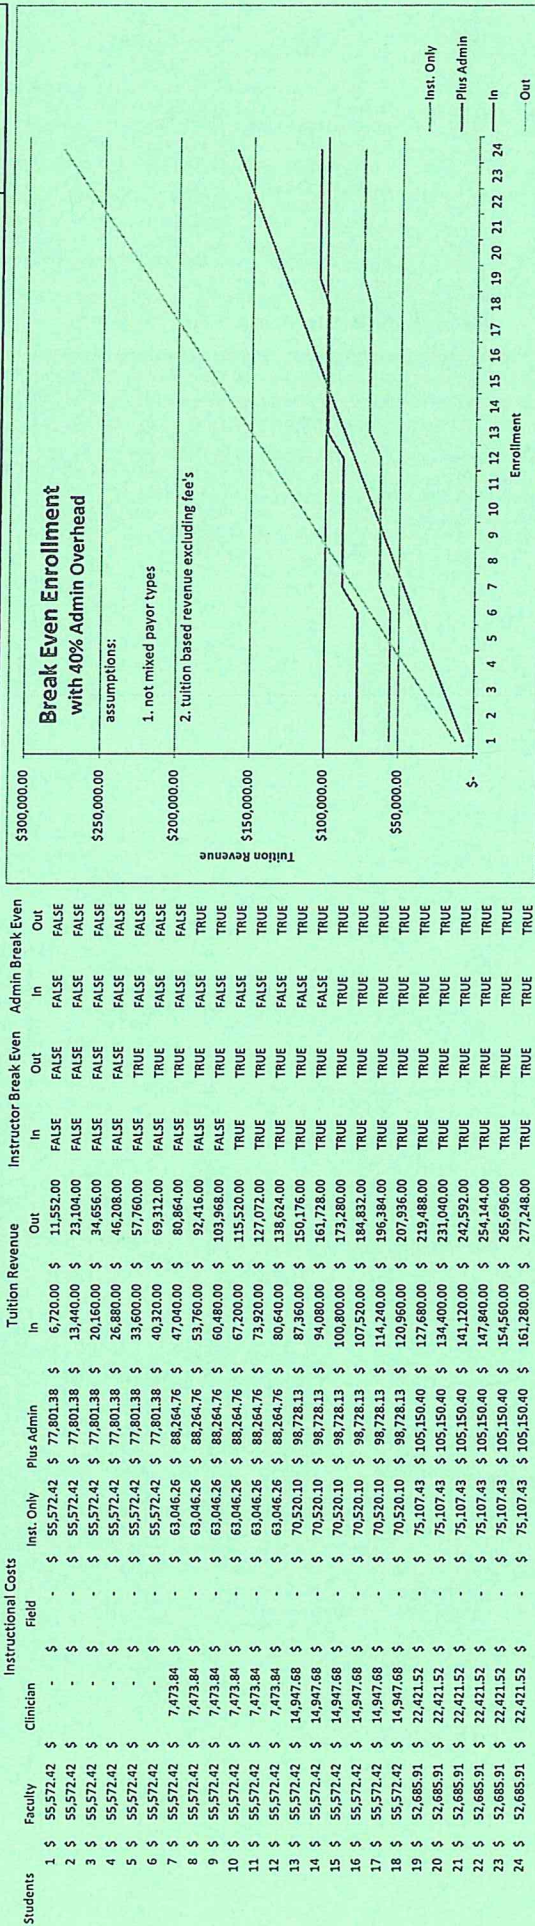 Instructional Costs Tuition Revenue Instructor Break Even Admin Break Even
Students Faculty Clinician Field Inst. Only Plus Admin In Out In Out In Out
1 $ 55,572.42 $ - $ - $ 55,572.42 $ 77,801.38 $ 6,720.00 $ 11,552.00 FALSE FALSE FALSE FALSE
2 $ 55,572.42 $ - $ - $ 55,572.42 $ 77,801.38 $ 13,440.00 $ 23,104.00 FALSE FALSE FALSE FALSE
3 $ 55,572.42 $ - $ - $ 55,572.42 $ 77,801.38 $ 20,160.00 $ 34,656.00 FALSE FALSE FALSE FALSE
4 $ 55,572.42 $ - $ - $ 55,572.42 $ 77,801.38 $ 26,880.00 $ 46,208.00 FALSE FALSE FALSE FALSE
5 $ 55,572.42 $ - $ - $ 55,572.42 $ 77,801.38 $ 33,600.00 $ 57,760.00 FALSE TRUE FALSE FALSE
6 $ 55,572.42 $ - $ - $ 55,572.42 $ 77,801.38 $ 40,320.00 $ 69,312.00 FALSE TRUE FALSE FALSE
7 $ 55,572.42 $ 7,473.84 $ - $ 63,046.26 $ 88,264.76 $ 47,040.00 $ 80,864.00 FALSE TRUE FALSE FALSE
8 $ 55,572.42 $ 7,473.84 $ - $ 63,046.26 $ 88,264.76 $ 53,760.00 $ 92,416.00 FALSE TRUE FALSE TRUE
9 $ 55,572.42 $ 7,473.84 $ - $ 63,046.26 $ 88,264.76 $ 60,480.00 $ 103,968.00 FALSE TRUE FALSE TRUE
10 $ 55,572.42 $ 7,473.84 $ - $ 63,046.26 $ 88,264.76 $ 67,200.00 $ 115,520.00 TRUE TRUE FALSE TRUE
11 $ 55,572.42 $ 7,473.84 $ - $ 63,046.26 $ 88,264.76 $ 73,920.00 $ 127,072.00 TRUE TRUE FALSE TRUE
12 $ 55,572.42 $ 7,473.84 $ - $ 63,046.26 $ 88,264.76 $ 80,640.00 $ 138,624.00 TRUE TRUE FALSE TRUE
13 $ 55,572.42 $ 14,947.68 $ - $ 70,520.10 $ 98,728.13 $ 87,360.00 $ 150,176.00 TRUE TRUE FALSE TRUE
14 $ 55,572.42 $ 14,947.68 $ - $ 70,520.10 $ 98,728.13 $ 94,080.00 $ 161,728.00 TRUE TRUE FALSE TRUE
15 $ 55,572.42 $ 14,947.68 $ - $ 70,520.10 $ 98,728.13 $ 100,800.00 $ 173,280.00 TRUE TRUE TRUE TRUE
16 $ 55,572.42 $ 14,947.68 $ - $ 70,520.10 $ 98,728.13 $ 107,520.00 $ 184,832.00 TRUE TRUE TRUE TRUE
17 $ 55,572.42 $ 14,947.68 $ - $ 70,520.10 $ 98,728.13 $ 114,240.00 $ 196,384.00 TRUE TRUE TRUE TRUE
18 $ 55,572.42 $ 14,947.68 $ - $ 70,520.10 $ 98,728.13 $ 120,960.00 $ 207,936.00 TRUE TRUE TRUE TRUE
19 $ 52,685.91 $ 22,421.52 $ - $ 75,107.43 $ 105,150.40 $ 127,680.00 $ 219,488.00 TRUE TRUE TRUE TRUE
20 $ 52,685.91 $ 22,421.52 $ - $ 75,107.43 $ 105,150.40 $ 134,400.00 $ 231,040.00 TRUE TRUE TRUE TRUE
21 $ 52,685.91 $ 22,421.52 $ - $ 75,107.43 $ 105,150.40 $ 141,120.00 $ 242,592.00 TRUE TRUE TRUE TRUE
22 $ 52,685.91 $ 22,421.52 $ - $ 75,107.43 $ 105,150.40 $ 147,840.00 $ 254,144.00 TRUE TRUE TRUE TRUE
23 $ 52,685.91 $ 22,421.52 $ - $ 75,107.43 $ 105,150.40 $ 154,560.00 $ 265,696.00 TRUE TRUE TRUE TRUE
24 $ 52,685.91 $ 22,421.52 $ - $ 75,107.43 $ 105,150.40 $ 161,280.00 $ 277,248.00 TRUE TRUE TRUE TRUE
Break Even Enrollment
with 40% Admin Overhead
assumptions:
1. not mixed payor types
2. tuition based revenue excluding fee's
Tuition Revenue
$300,000.00
$250,000.00
$200,000.00
$150,000.00
$100,000.00
$50,000.00
$-
1 2 3 4 5 6 7 8 9 10 11 12 13 14 15 16 17 18 19 20 21 22 23 24
Enrollment
Inst. Only
Plus Admin
In
Out